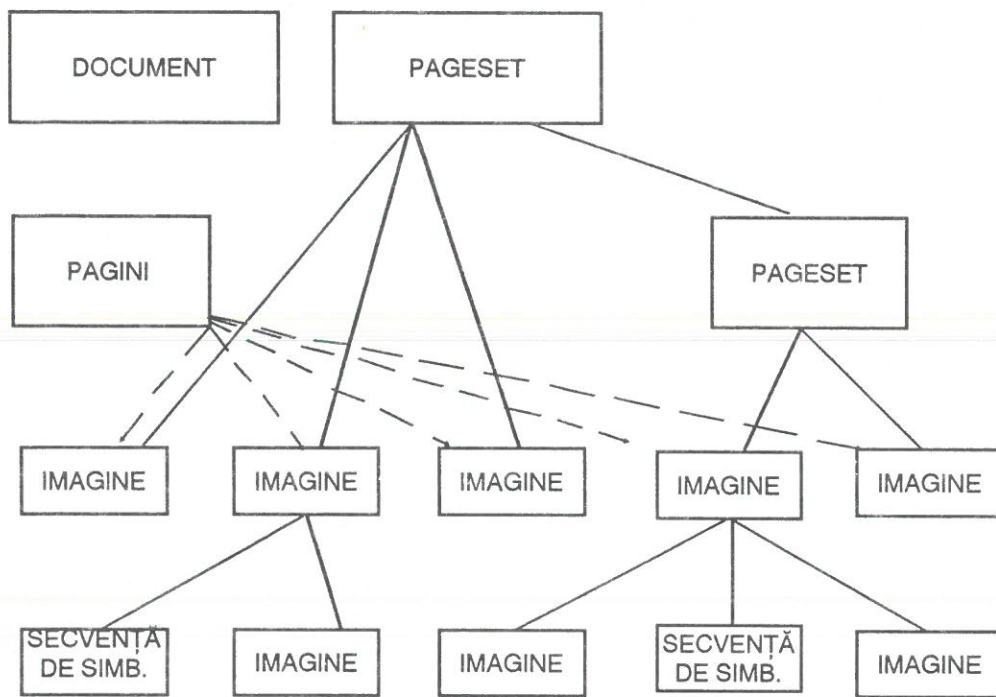 DOCUMENT
PAGESET
PAGINI
PAGESET
IMAGINE
IMAGINE
IMAGINE
IMAGINE
IMAGINE
SECVENȚĂ
DE SIMB.
IMAGINE
IMAGINE
SECVENȚĂ
DE SIMB.
IMAGINE